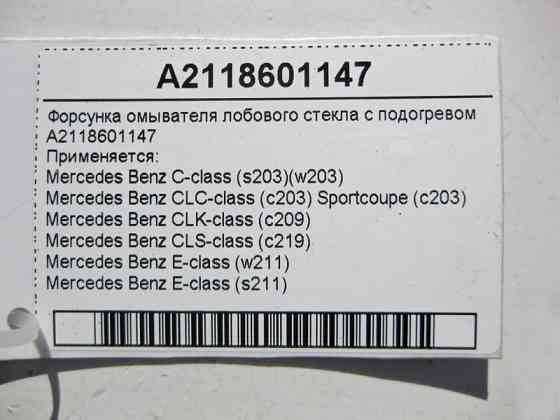 A2118601147
Форсунка омывателя лобового стекла с подогревом
A2118601147
Применяется:
Mercedes Benz C-class (s203)(w203)
Mercedes Benz CLC-class (c203) Sportcoupe (c203)
Mercedes Benz CLK-class (c209)
Mercedes Benz CLS-class (c219)
Mercedes Benz E-class (w211)
Mercedes Benz E-class (s211)